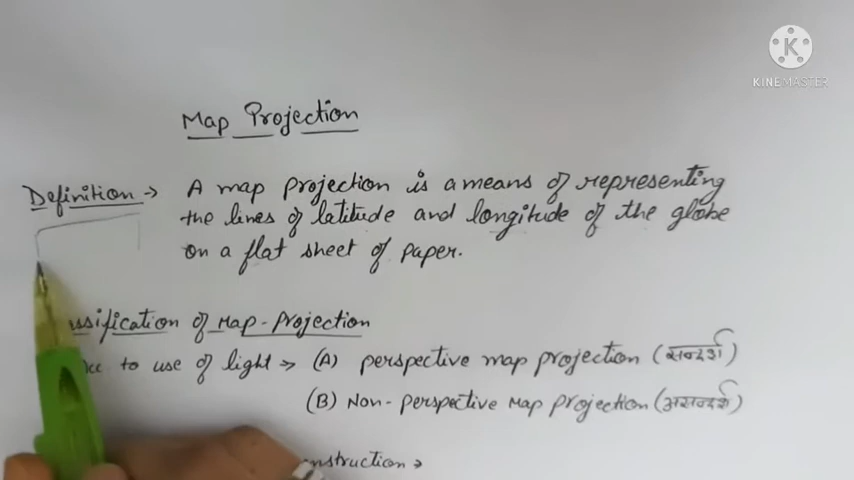 KINEMASTER
Map Projection
Definition → A map projection is a means of representing
the lines of latitude and longitude of the globe
on a flat sheet of paper.
of Map-Projection
to use of light → (A) perspective map projection (सन्दर्श)
(B) Non-perspective Map Projection (असन्दर्श)